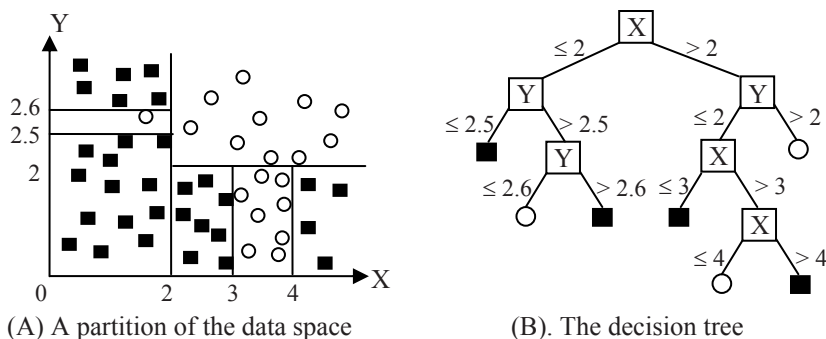 Y
2.6
2.5
2
0
2
3
4
X
(A) A partition of the data space
X
≤ 2
> 2
Y
Y
≤ 2.5
> 2.5
≤ 2
> 2
Y
X
≤ 2.6
> 2.6
≤ 3
> 3
X
≤ 4
> 4
(B). The decision tree